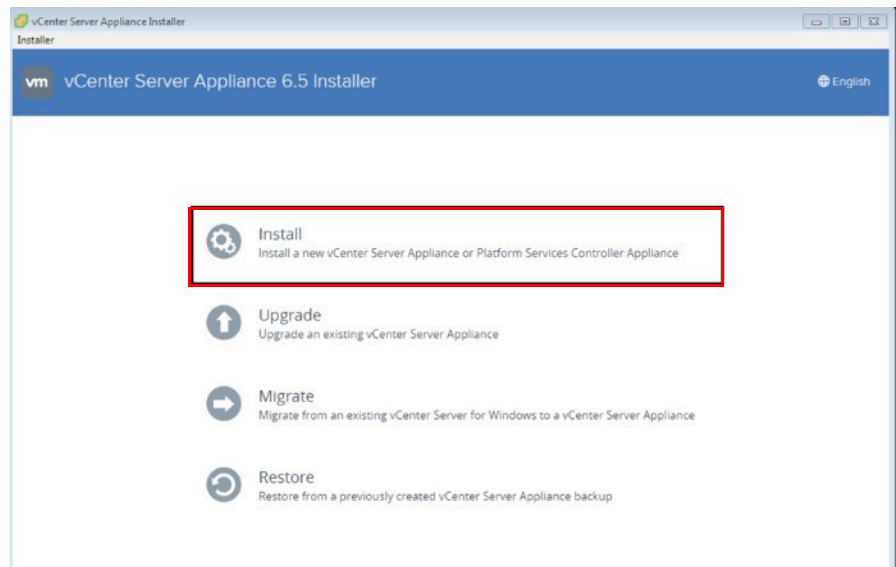 vCenter Server Appliance Installer
Installer
vm vCenter Server Appliance 6.5 Installer English
Install
Install a new vCenter Server Appliance or Platform Services Controller Appliance
Upgrade
Upgrade an existing vCenter Server Appliance
Migrate
Migrate from an existing vCenter Server for Windows to a vCenter Server Appliance
Restore
Restore from a previously created vCenter Server Appliance backup